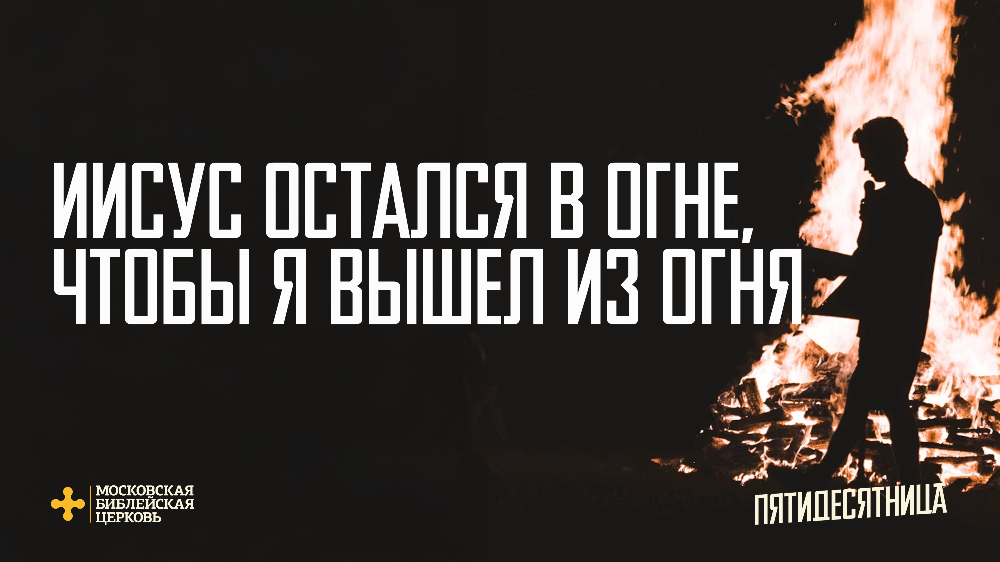 ИИСУС ОСТАЛСЯ В ОГНЕ,
ЧТОБЫ Я ВЫШЕЛ ИЗ ОГНЯ
МОСКОВСКАЯ
БИБЛЕЙСКАЯ
ЦЕРКОВЬ
ПЯТИДЕСЯТНИЦА